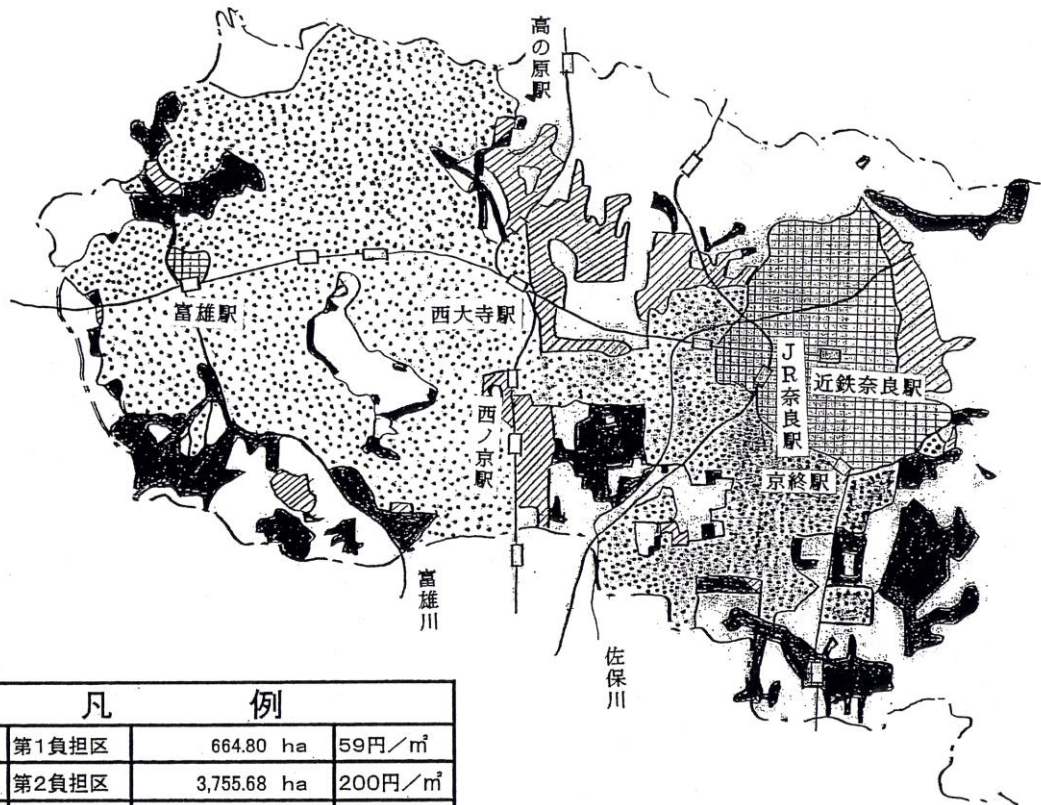 高の原駅
富雄駅
西大寺駅
JR奈良駅
近鉄奈良駅
西ノ京駅
京終駅
富雄川
佐保川
凡例
第1負担区 664.80 ha 59円/㎡
第2負担区 3,755.68 ha 200円/㎡